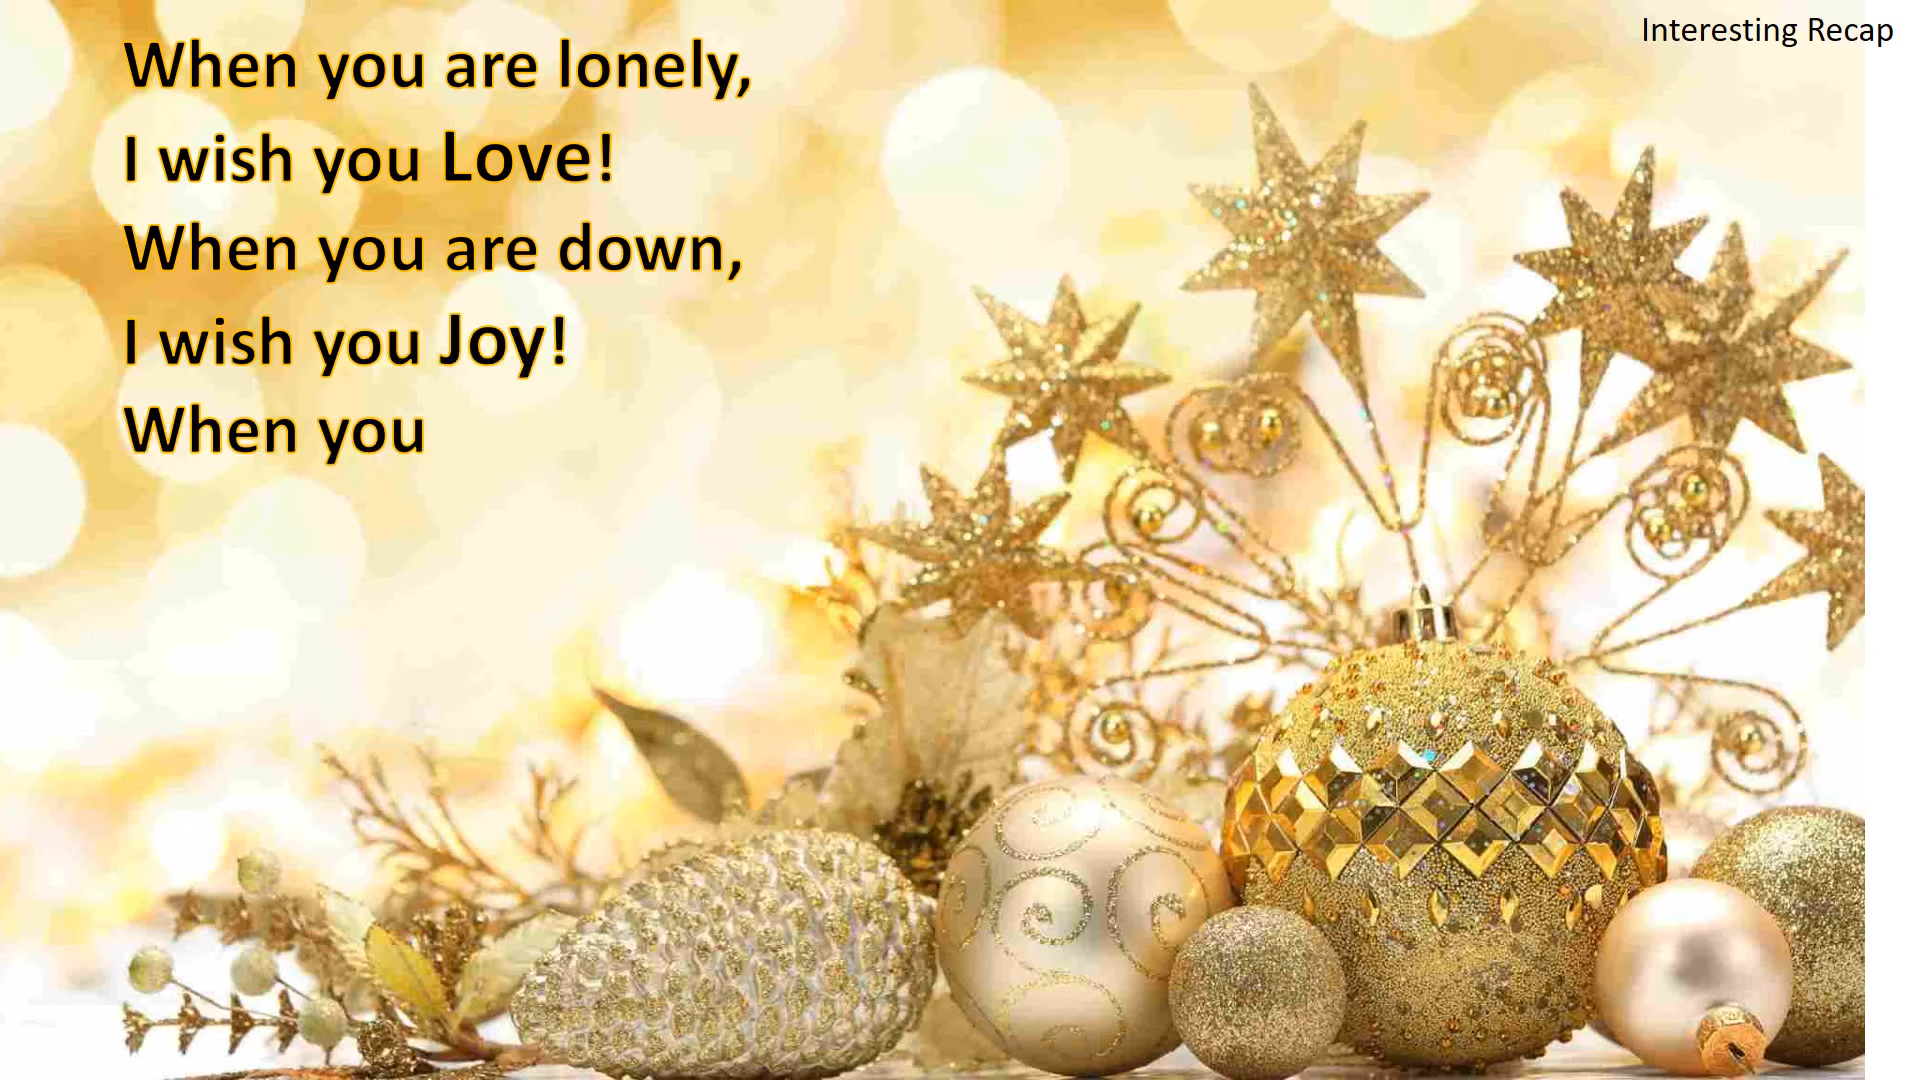 Interesting Recap
When you are lonely,
I wish you Love!
When you are down,
I wish you Joy!
When you